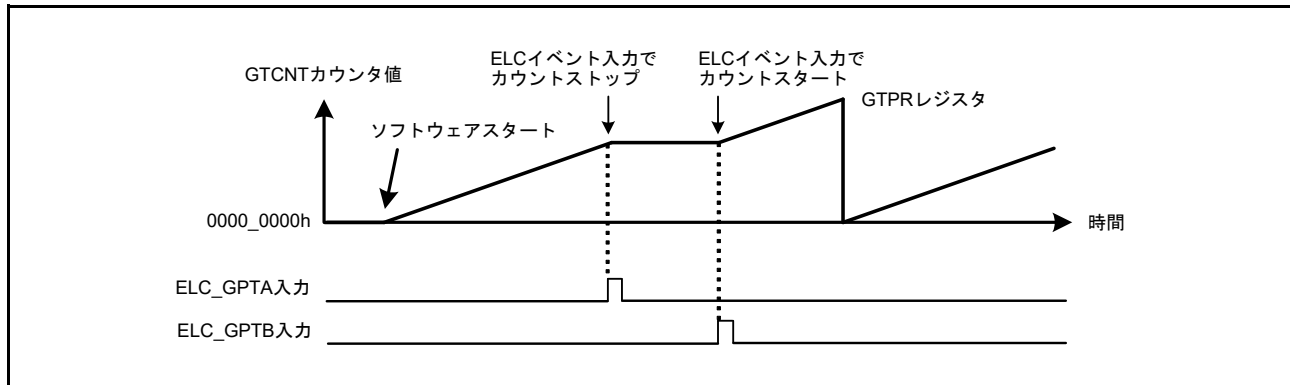 ELCイベント入力で
カウントストップ
ELCイベント入力で
カウントスタート
GTCNTカウンタ値
GTPRレジスタ
ソフトウェアスタート
0000_0000h
時間
ELC_GPTA入力
ELC_GPTB入力